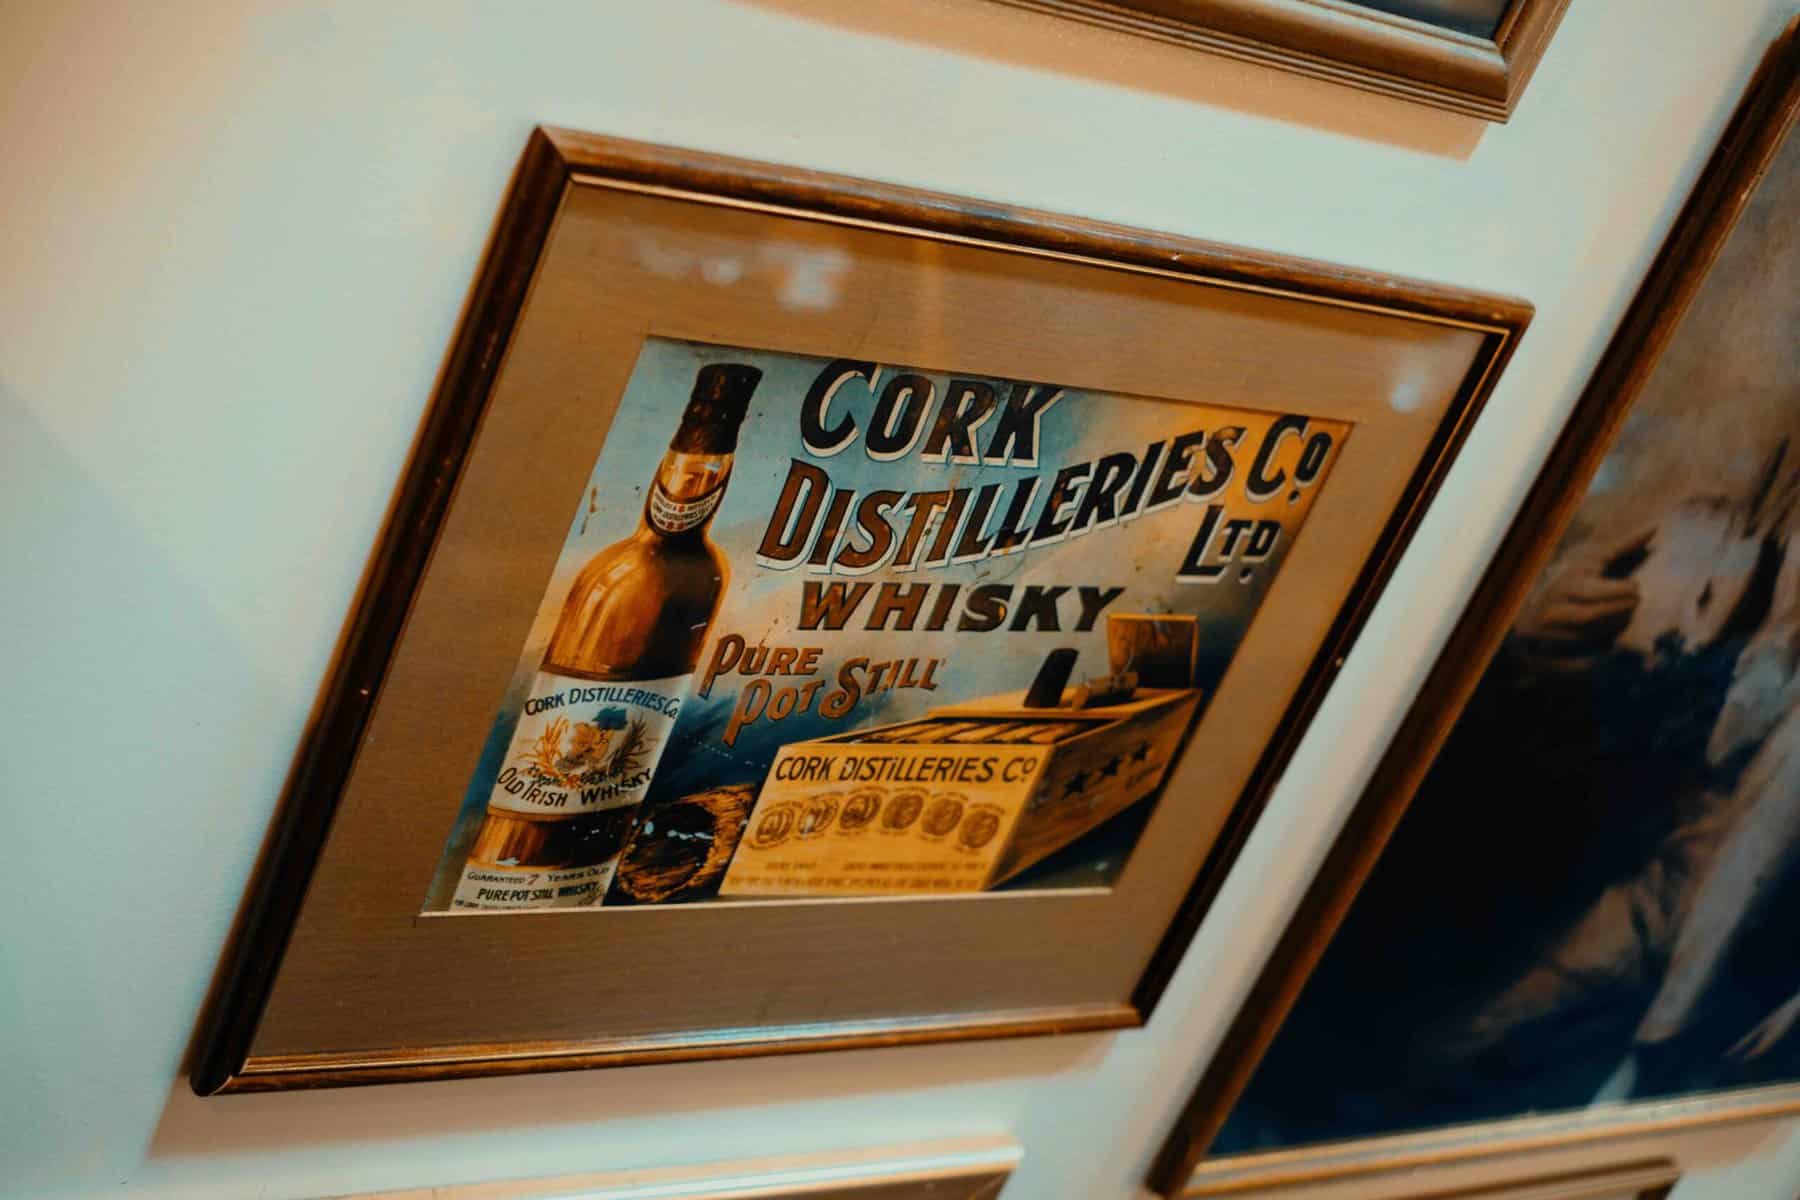 CORK
DISTILLERIES Co
LTD
WHISKY
PURE
POT STILL
CORK DISTILLERIES Co
OLD IRISH WHISKY
GUARANTEED 7 YEARS OLD
PURE POT STILL WHISKY
CORK DISTILLERIES Co